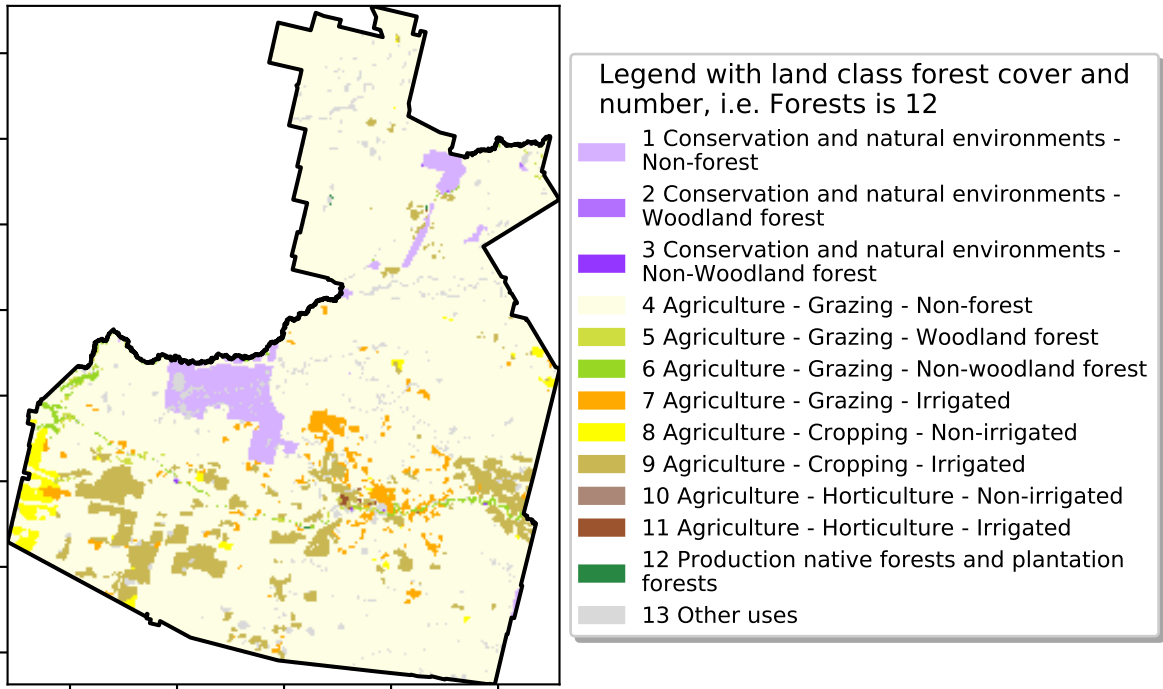 Legend with land class forest cover and
number, i.e. Forests is 12
1 Conservation and natural environments -
Non-forest
2 Conservation and natural environments -
Woodland forest
3 Conservation and natural environments -
Non-Woodland forest
4 Agriculture - Grazing - Non-forest
5 Agriculture - Grazing - Woodland forest
6 Agriculture - Grazing - Non-woodland forest
7 Agriculture - Grazing - Irrigated
8 Agriculture - Cropping - Non-irrigated
9 Agriculture - Cropping - Irrigated
10 Agriculture - Horticulture - Non-irrigated
11 Agriculture - Horticulture - Irrigated
12 Production native forests and plantation
forests
13 Other uses